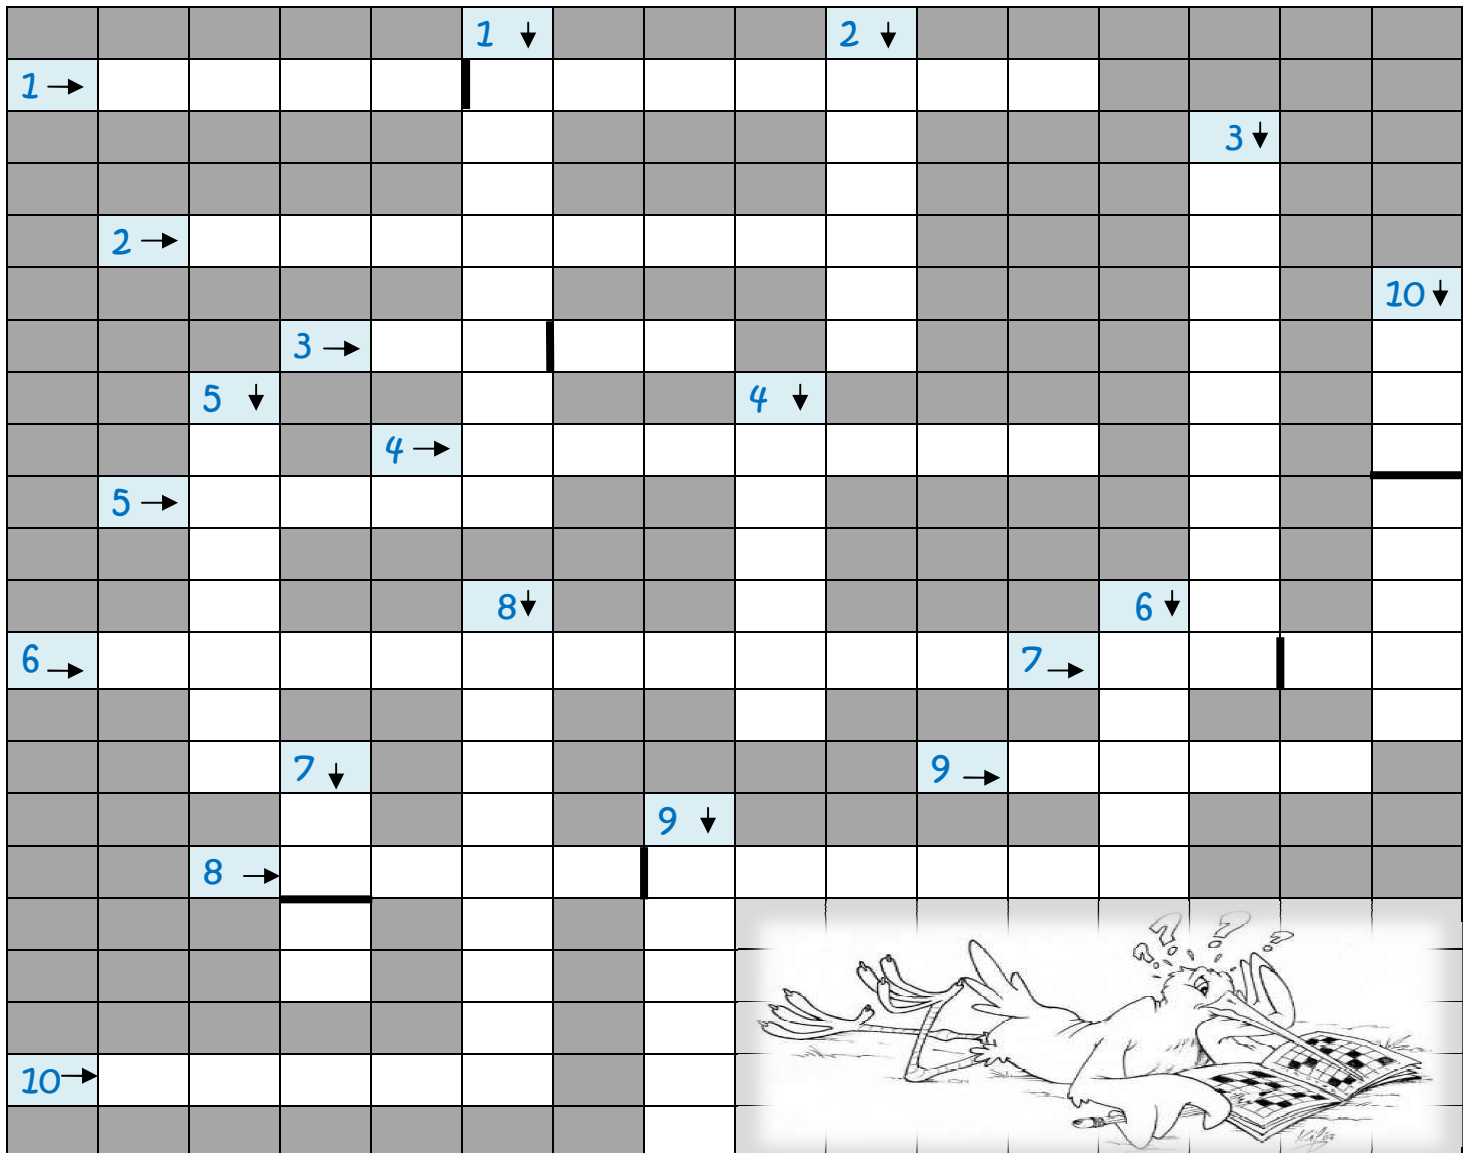 1 ↓ 2 ↓
1 →
3 ↓
2 →
10 ↓
3 →
5 ↓ 4 ↓
4 →
5 →
8 ↓ 6 ↓
6 → 7 →
7 ↓ 9 →
9 ↓
8 →
? ? ? ?
10 →